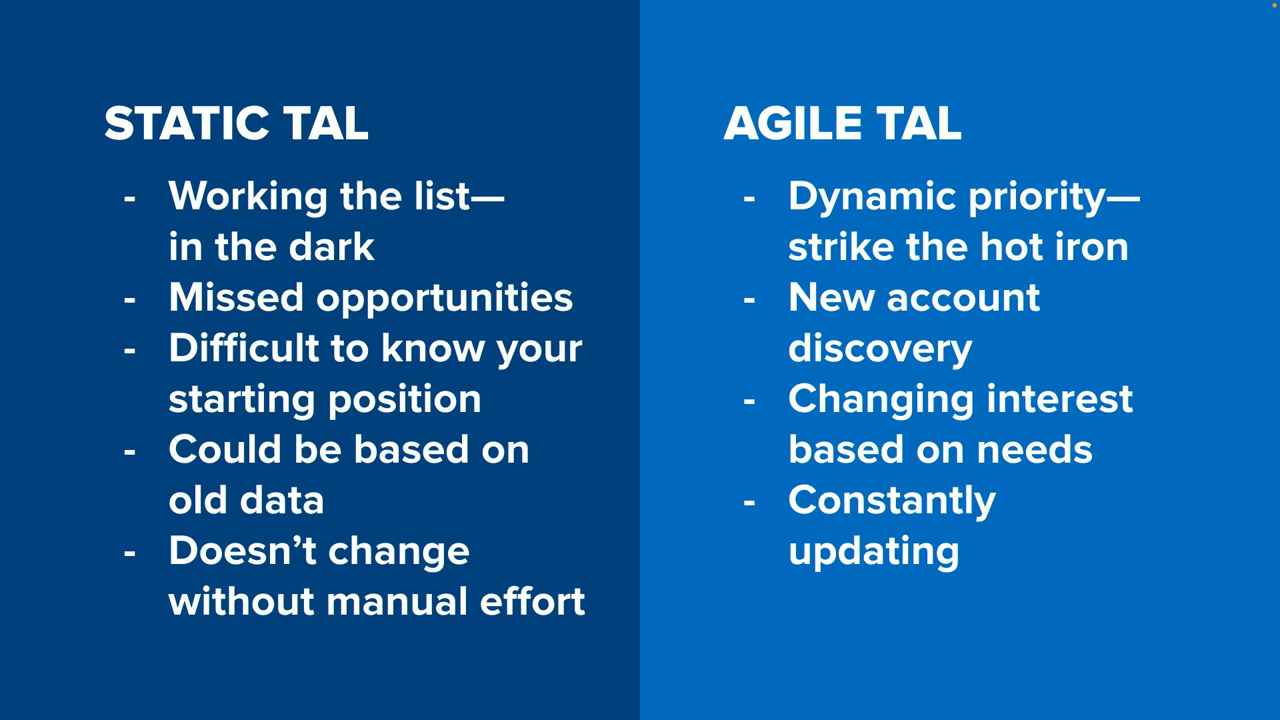 STATIC TAL
- Working the list—
in the dark
- Missed opportunities
- Difficult to know your
starting position
- Could be based on
old data
- Doesn’t change
without manual effort
AGILE TAL
- Dynamic priority—
strike the hot iron
- New account
discovery
- Changing interest
based on needs
- Constantly
updating